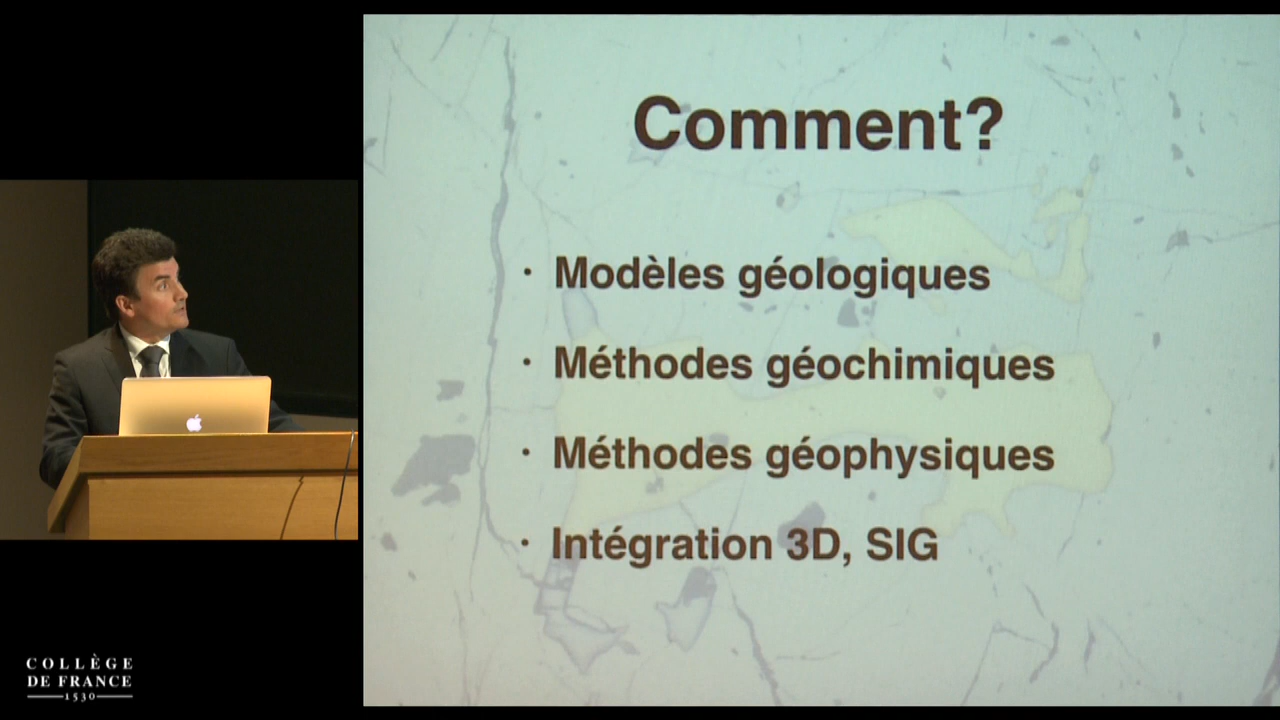 Comment?
• Modèles géologiques
• Méthodes géochimiques
• Méthodes géophysiques
• Intégration 3D, SIG
COLLÈGE
DE FRANCE
1530